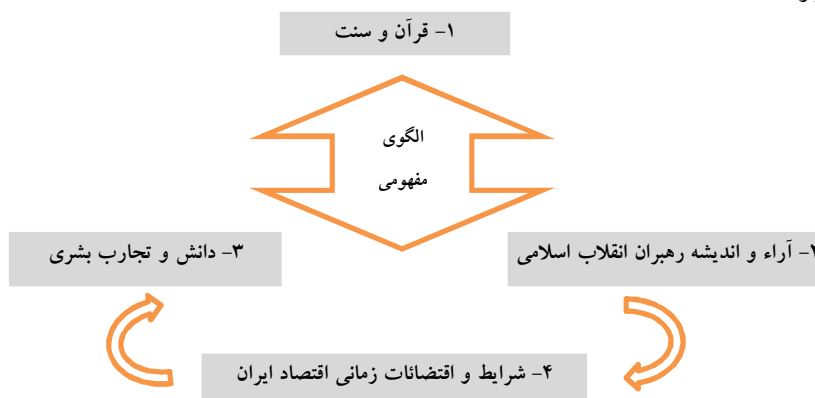 ۱- قرآن و سنت
الگوی
مفهومی
۲- آراء و اندیشه رهبران انقلاب اسلامی
۳- دانش و تجارب بشری
۴- شرایط و اقتضائات زمانی اقتصاد ایران